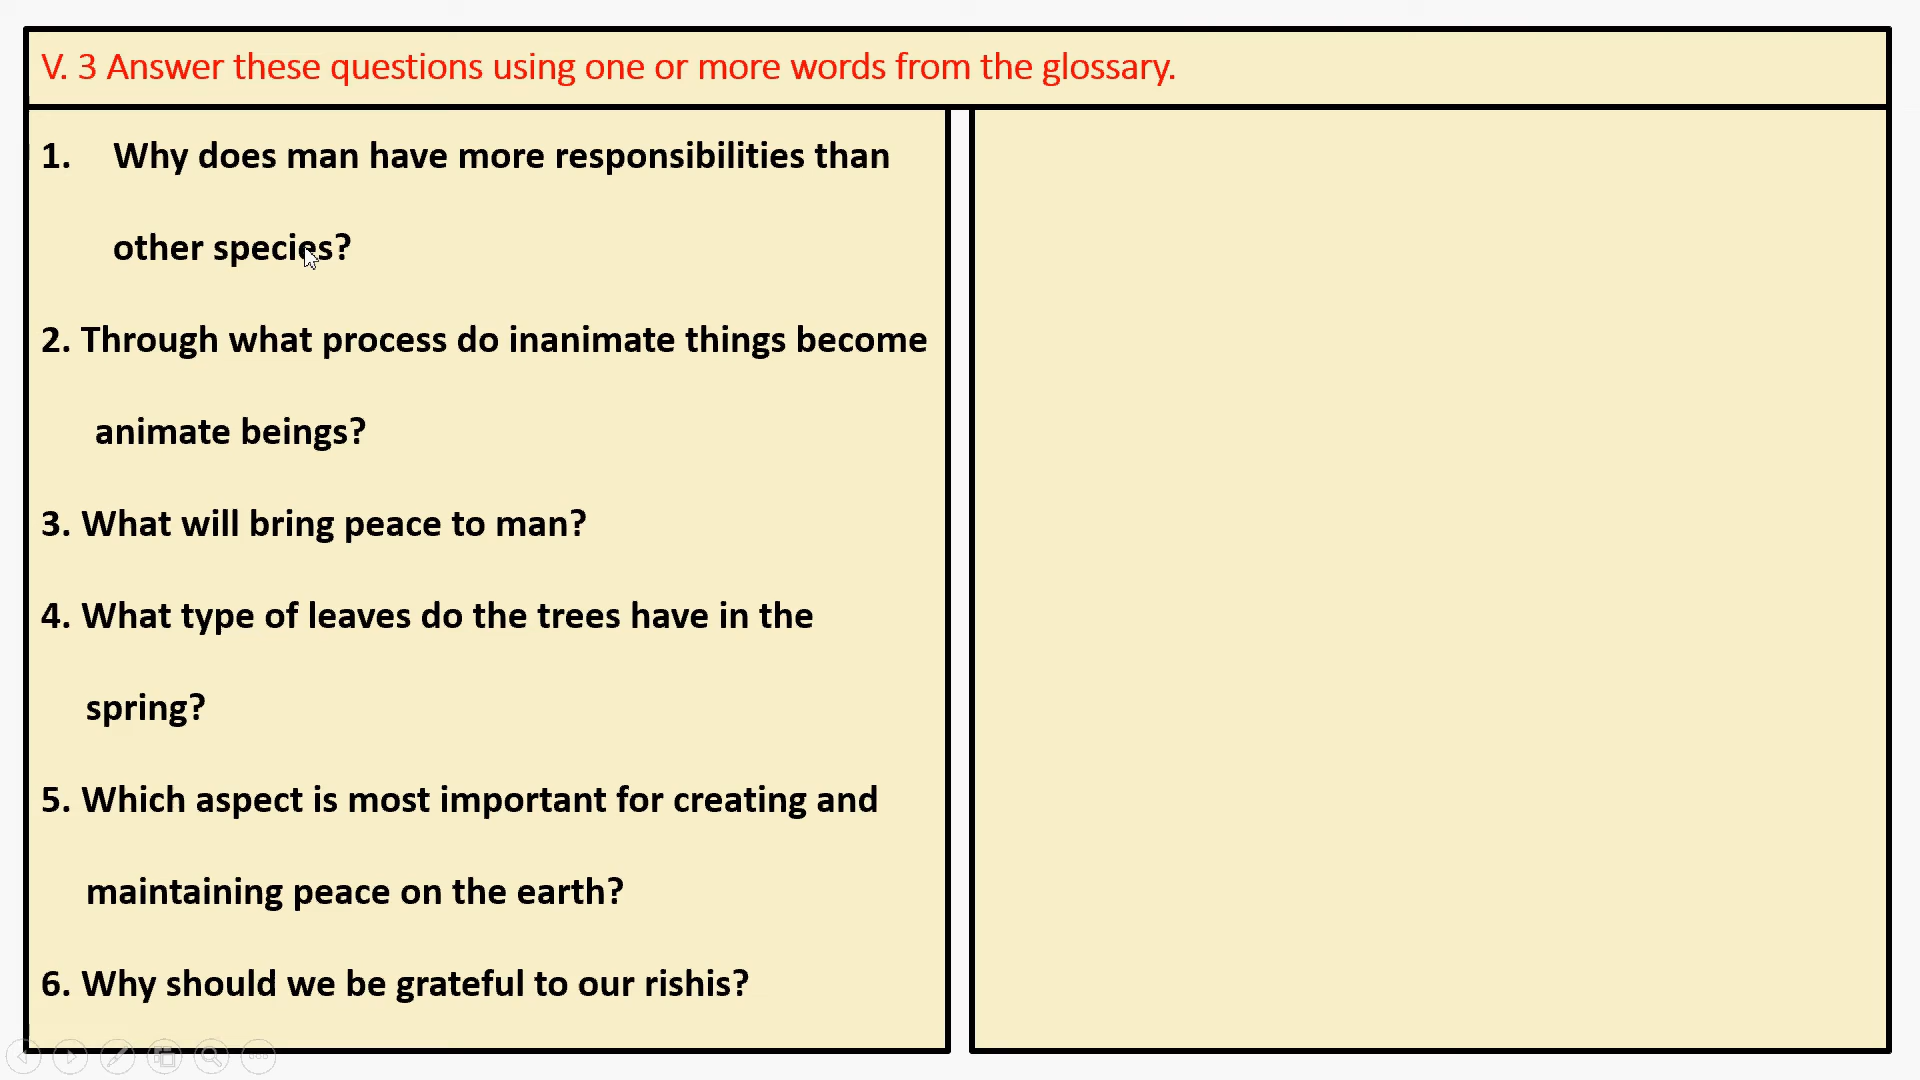 V. 3 Answer these questions using one or more words from the glossary.
1. Why does man have more responsibilities than
other species?
2. Through what process do inanimate things become
animate beings?
3. What will bring peace to man?
4. What type of leaves do the trees have in the
spring?
5. Which aspect is most important for creating and
maintaining peace on the earth?
6. Why should we be grateful to our rishis?